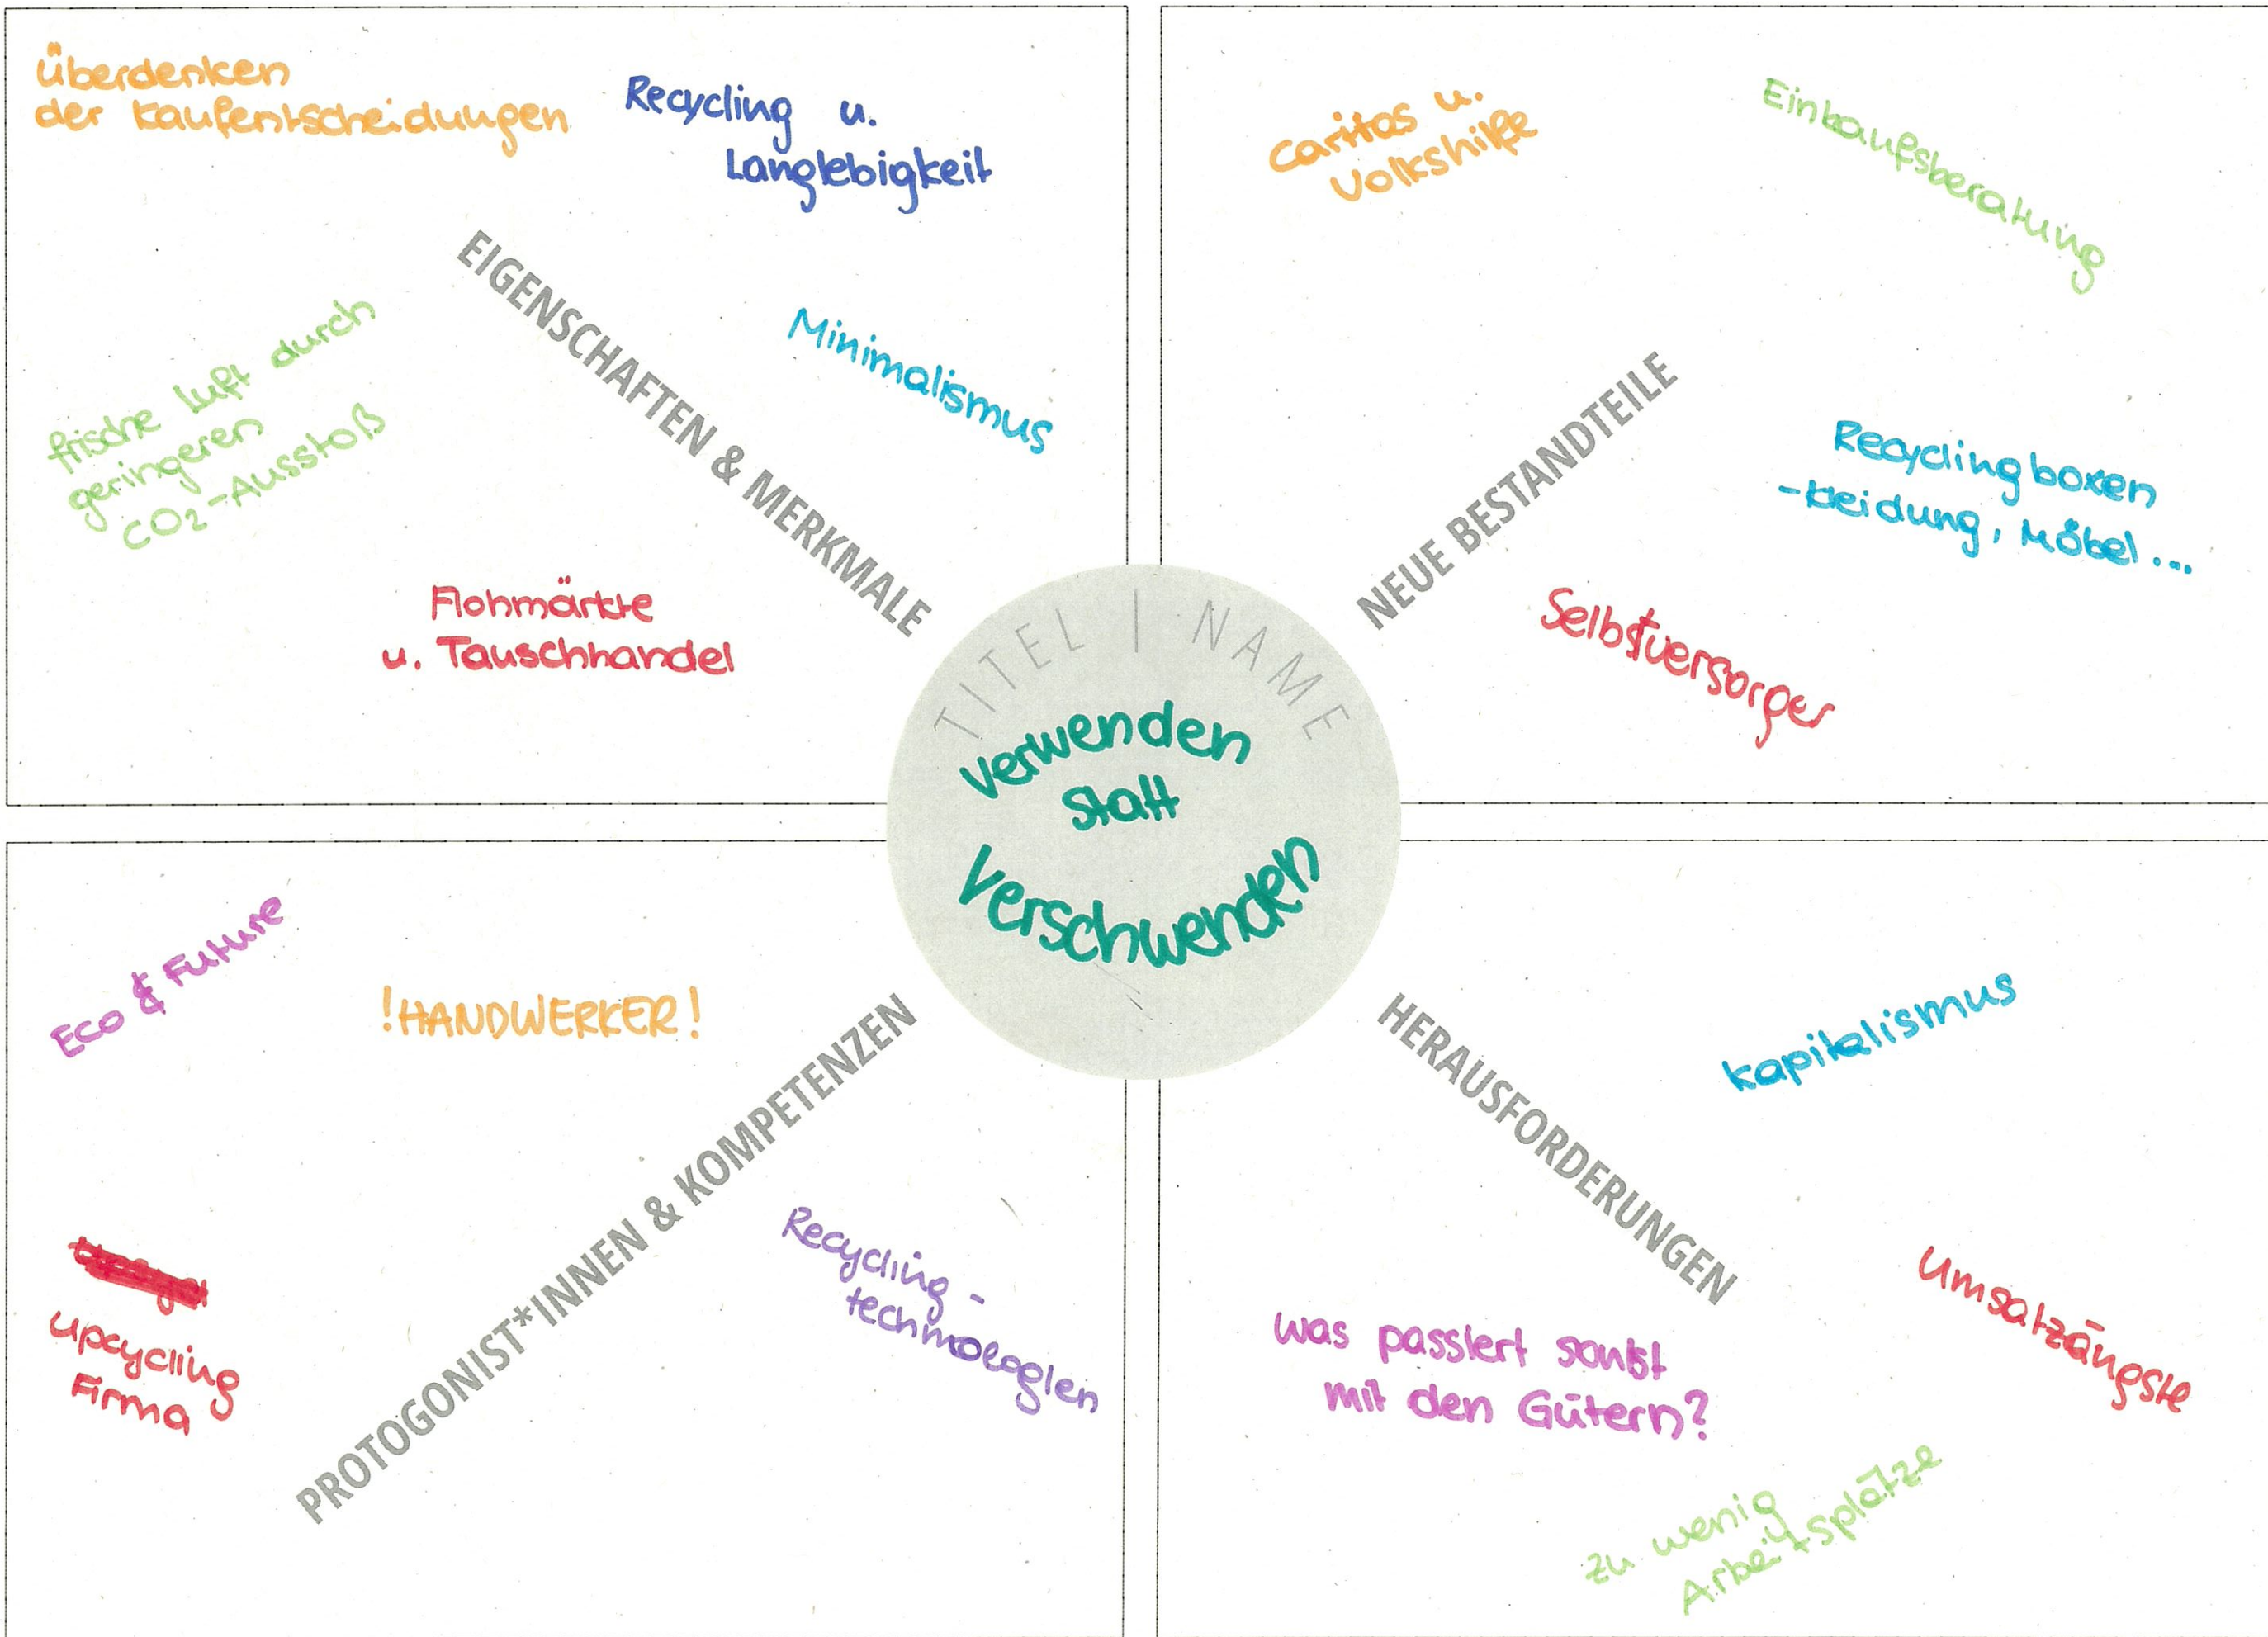 überdenken
der Kaufentscheidungen
Recycling u.
Langlebigkeit
EIGENSCHAFTEN & MERKMALE
Minimalismus
frische Luft durch
geringeren
CO2-Ausstoß
Flohmärkte
u. Tauschhandel
Caritas u.
Volkshilfe
Einkaufsberatung
NEUE BESTANDTEILE
Recyclingboxen
-kleidung, Möbel...
Selbstversorger
TITEL | NAME
verwenden
statt
Verschwenden
Eco & Future
!HANDWERKER!
PROTOGONIST*INNEN & KOMPETENZEN
upcycling
Firma
Recycling-
technologien
HERAUSFORDERUNGEN
Kapitalismus
Umsatzängste
was passiert sonst
mit den Gütern?
zu wenig
Arbeitsplätze